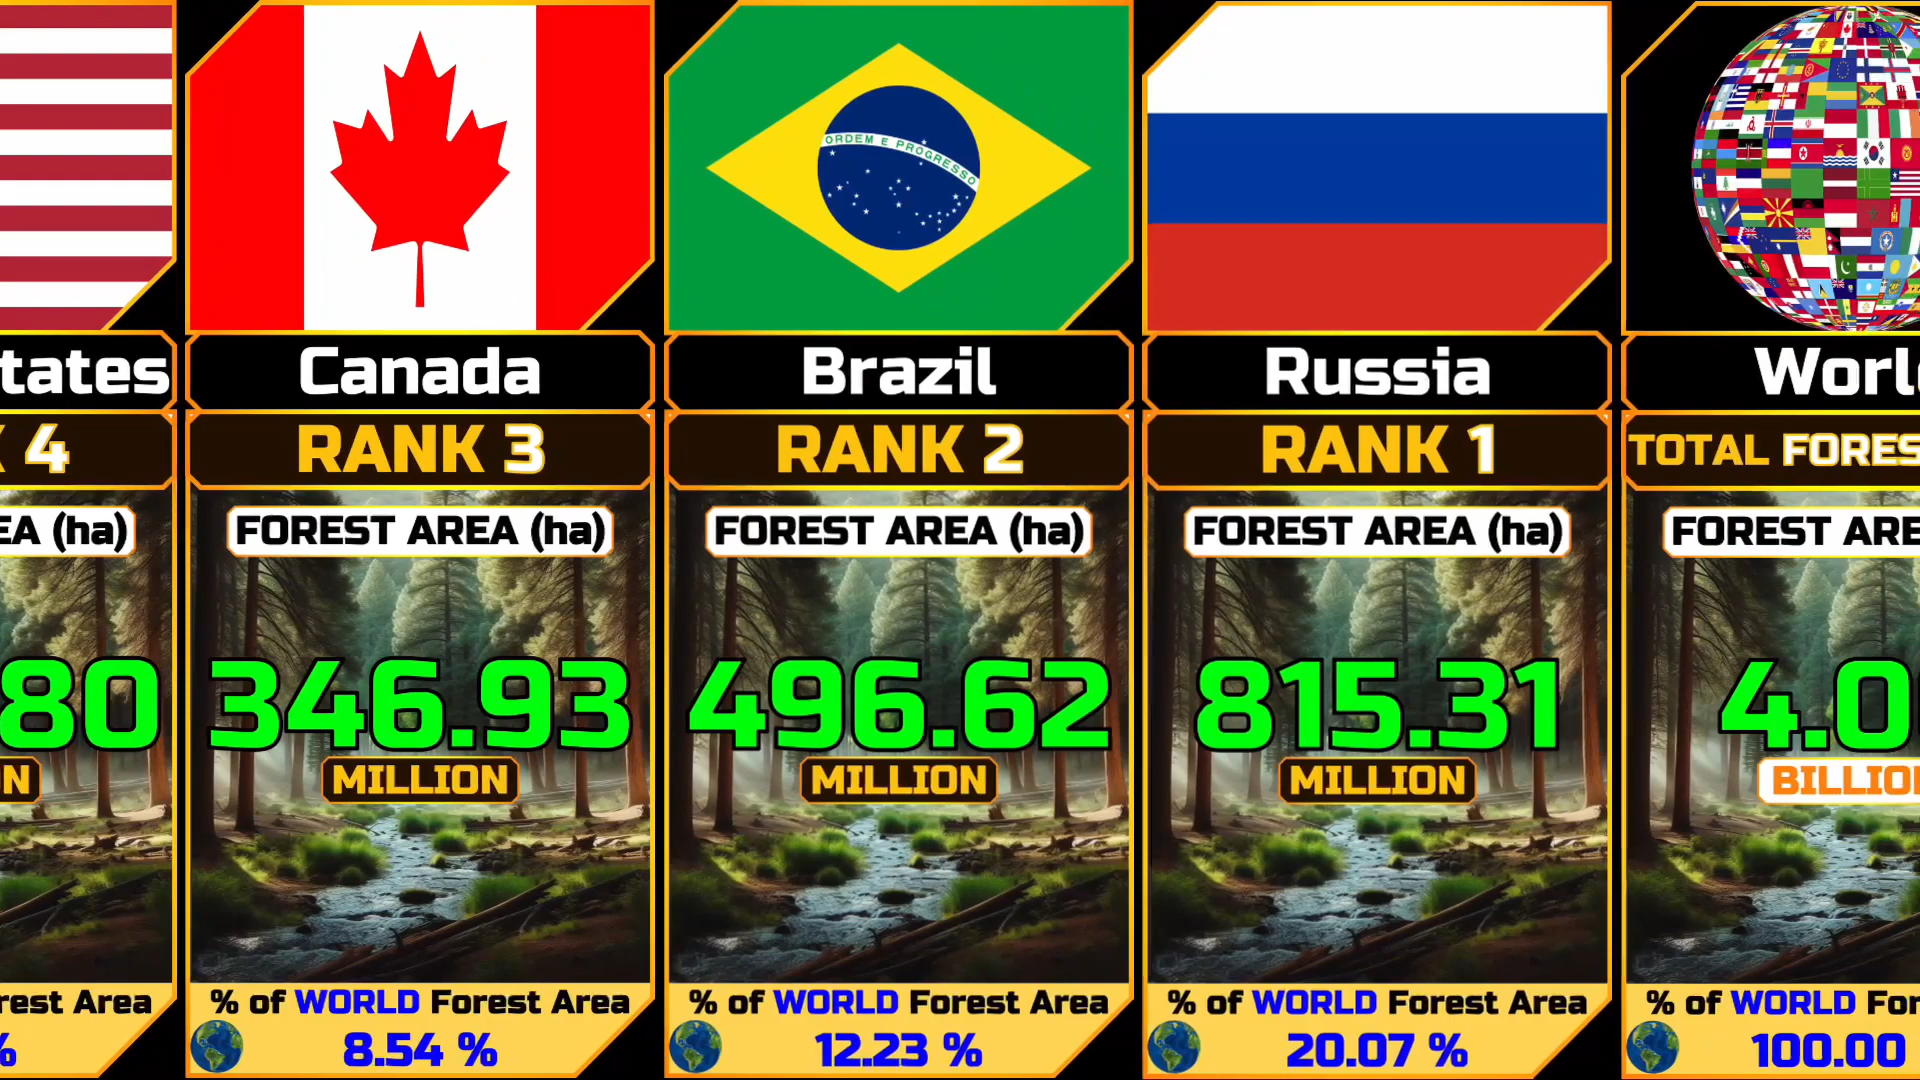 ORDEM E PROGRESSO
tates
Canada
Brazil
Russia
Worl
4
RANK 3
RANK 2
RANK 1
TOTAL FORES
EA (ha)
FOREST AREA (ha)
FOREST AREA (ha)
FOREST AREA (ha)
FOREST ARE
80
346.93
496.62
815.31
4.0
N
MILLION
MILLION
MILLION
BILLIO
rest Area
% of WORLD Forest Area
% of WORLD Forest Area
% of WORLD Forest Area
% of WORLD For
%
8.54 %
12.23 %
20.07 %
100.00